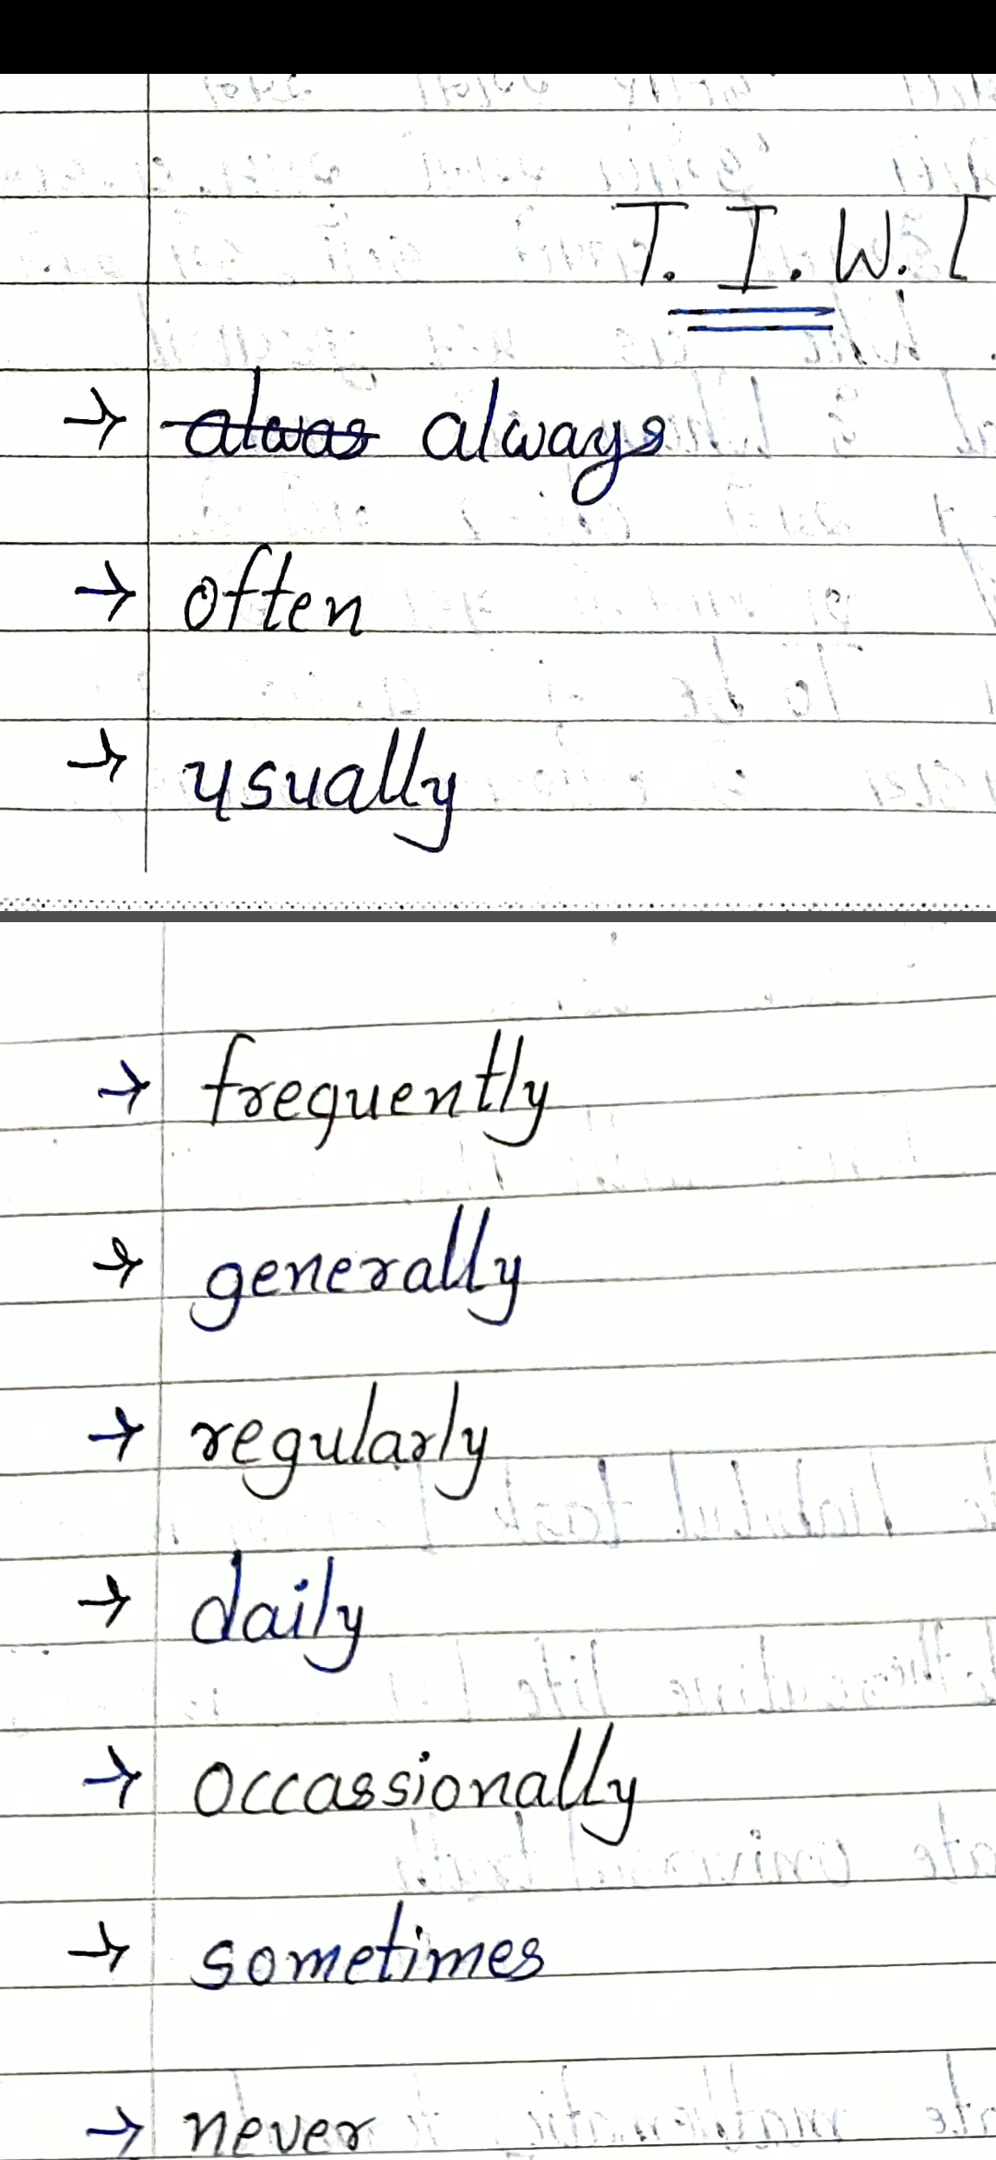 T. I. W. [
→ always
→ often
→ usually
→ frequently
→ generally
→ regularly
→ daily
→ occassionally
→ sometimes
→ never